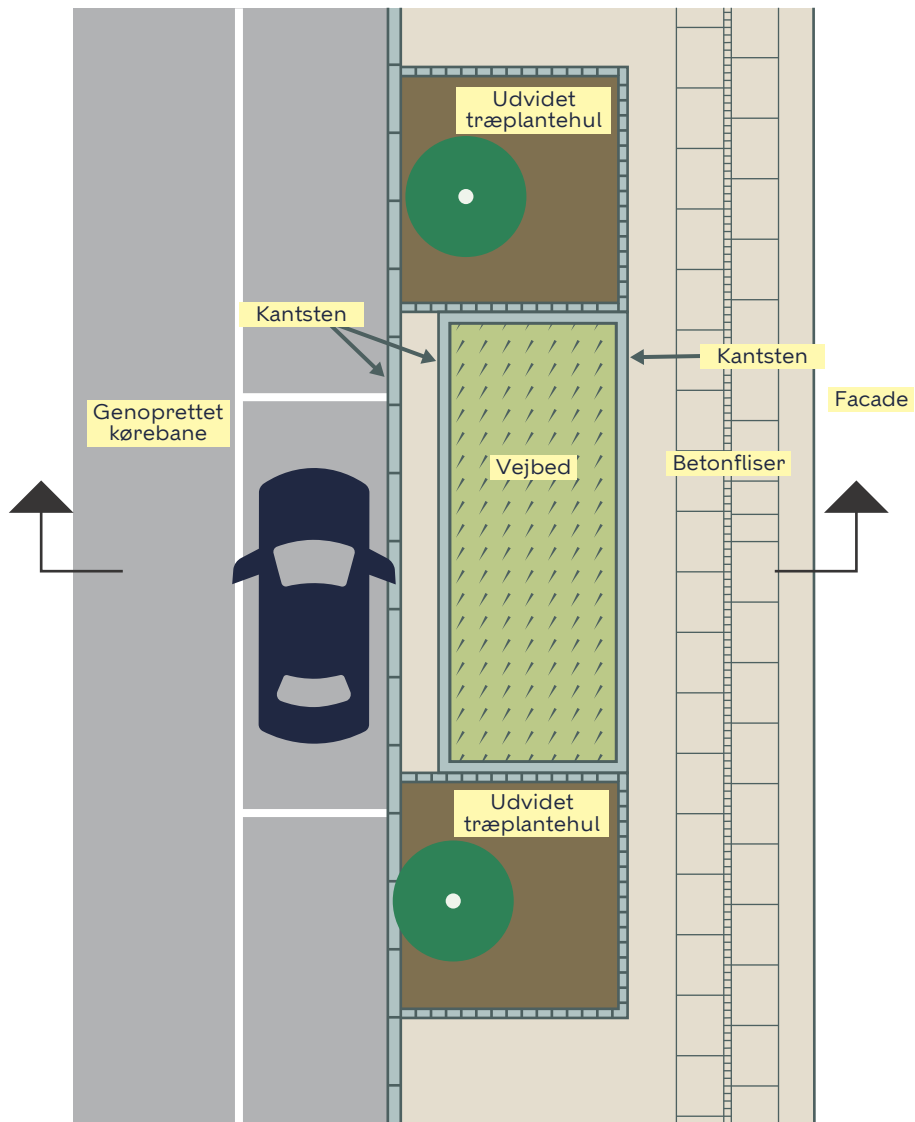 Udvidet
træplantehul
Kantsten
Kantsten
Facade
Genoprettet
kørebane
Vejbed
Betonfliser
Udvidet
træplantehul